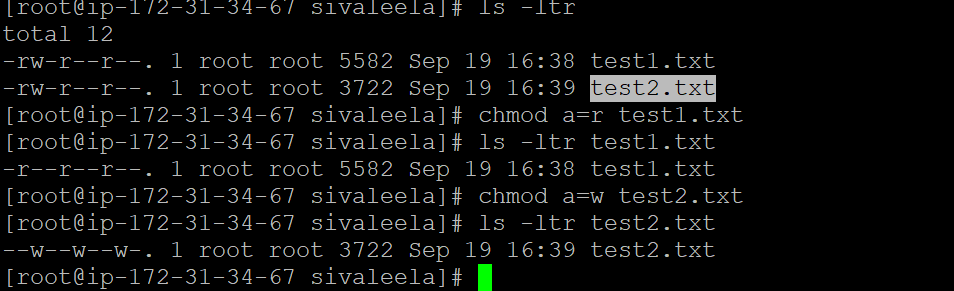 [root@ip-172-31-34-67 sivaleela]# ls -ltr
total 12
-rw-r--r--. 1 root root 5582 Sep 19 16:38 test1.txt
-rw-r--r--. 1 root root 3722 Sep 19 16:39 test2.txt
[root@ip-172-31-34-67 sivaleela]# chmod a=r test1.txt
[root@ip-172-31-34-67 sivaleela]# ls -ltr test1.txt
-r--r--r--. 1 root root 5582 Sep 19 16:38 test1.txt
[root@ip-172-31-34-67 sivaleela]# chmod a=w test2.txt
[root@ip-172-31-34-67 sivaleela]# ls -ltr test2.txt
--w--w--w-. 1 root root 3722 Sep 19 16:39 test2.txt
[root@ip-172-31-34-67 sivaleela]#